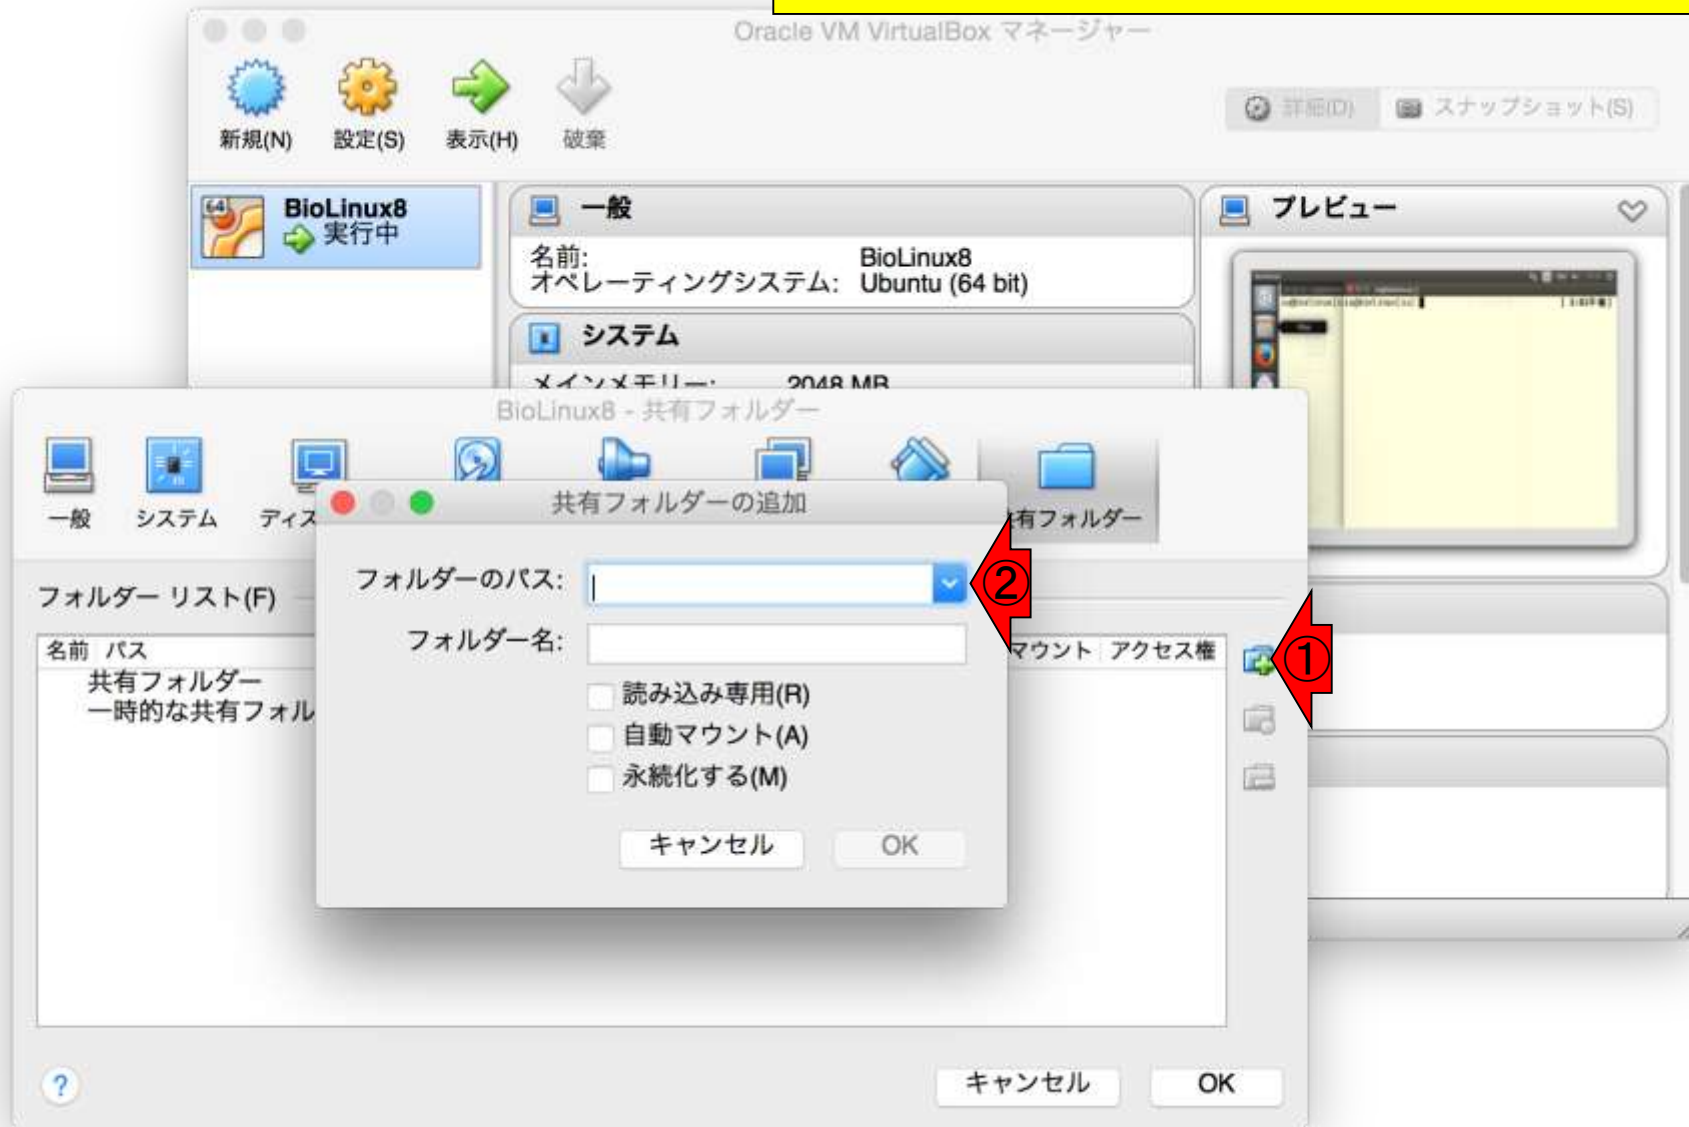 Oracle VM VirtualBox マネージャー
新規(N) 設定(S) 表示(H) 破棄
詳細(D) スナップショット(S)
64
BioLinux8
実行中
一般
名前: BioLinux8
オペレーティングシステム: Ubuntu (64 bit)
システム
メインメモリー: 2048 MB
プレビュー
BioLinux8 - 共有フォルダー
一般 システム ディス 有フォルダー
共有フォルダーの追加
フォルダーのパス:
②
フォルダー名:
読み込み専用(R)
自動マウント(A)
永続化する(M)
キャンセル OK
フォルダー リスト(F)
名前 パス マウント アクセス権
①
共有フォルダー
一時的な共有フォル
?
キャンセル OK